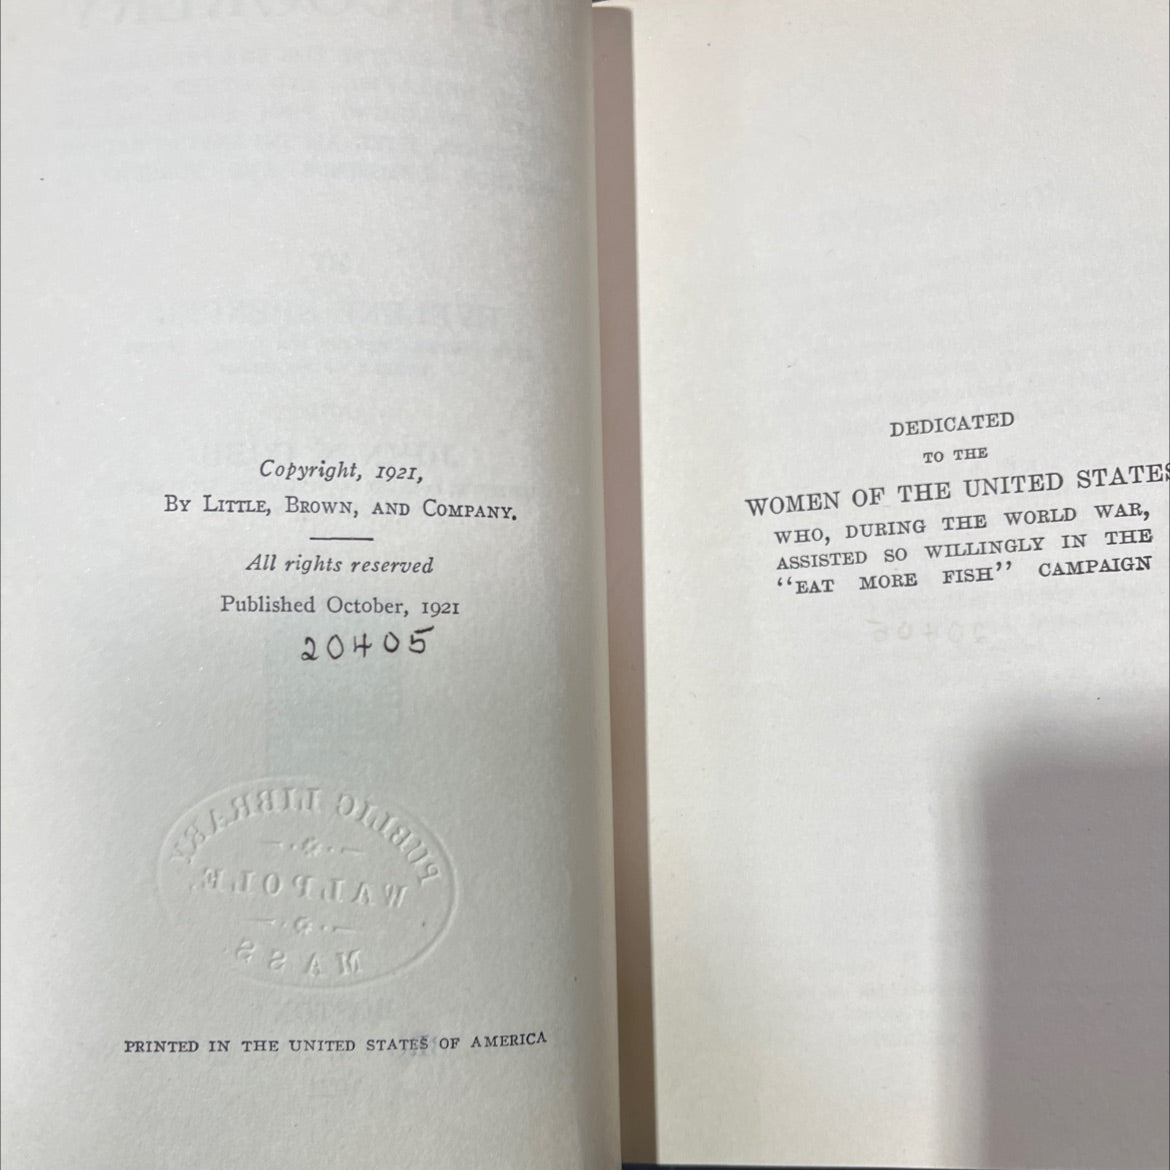 Copyright, 1921,
By Little, Brown, and Company.
All rights reserved
Published October, 1921
20405
PUBLIC LIBRARY
WALPOLE
MASS
PRINTED IN THE UNITED STATES OF AMERICA
DEDICATED
TO THE
WOMEN OF THE UNITED STATES
WHO, DURING THE WORLD WAR,
ASSISTED SO WILLINGLY IN THE
“EAT MORE FISH” CAMPAIGN